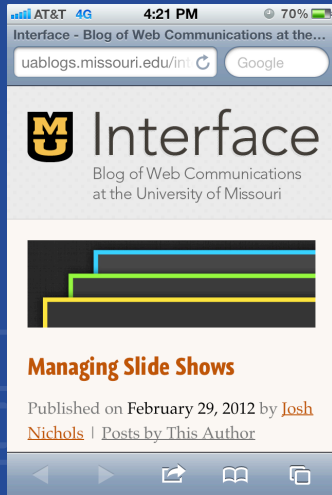 AT&T 4G 4:21 PM 70%
Interface - Blog of Web Communications at the...
uablogs.missouri.edu/int Google
MU
Interface
Blog of Web Communications
at the University of Missouri
Managing Slide Shows
Published on February 29, 2012 by Josh
Nichols | Posts by This Author